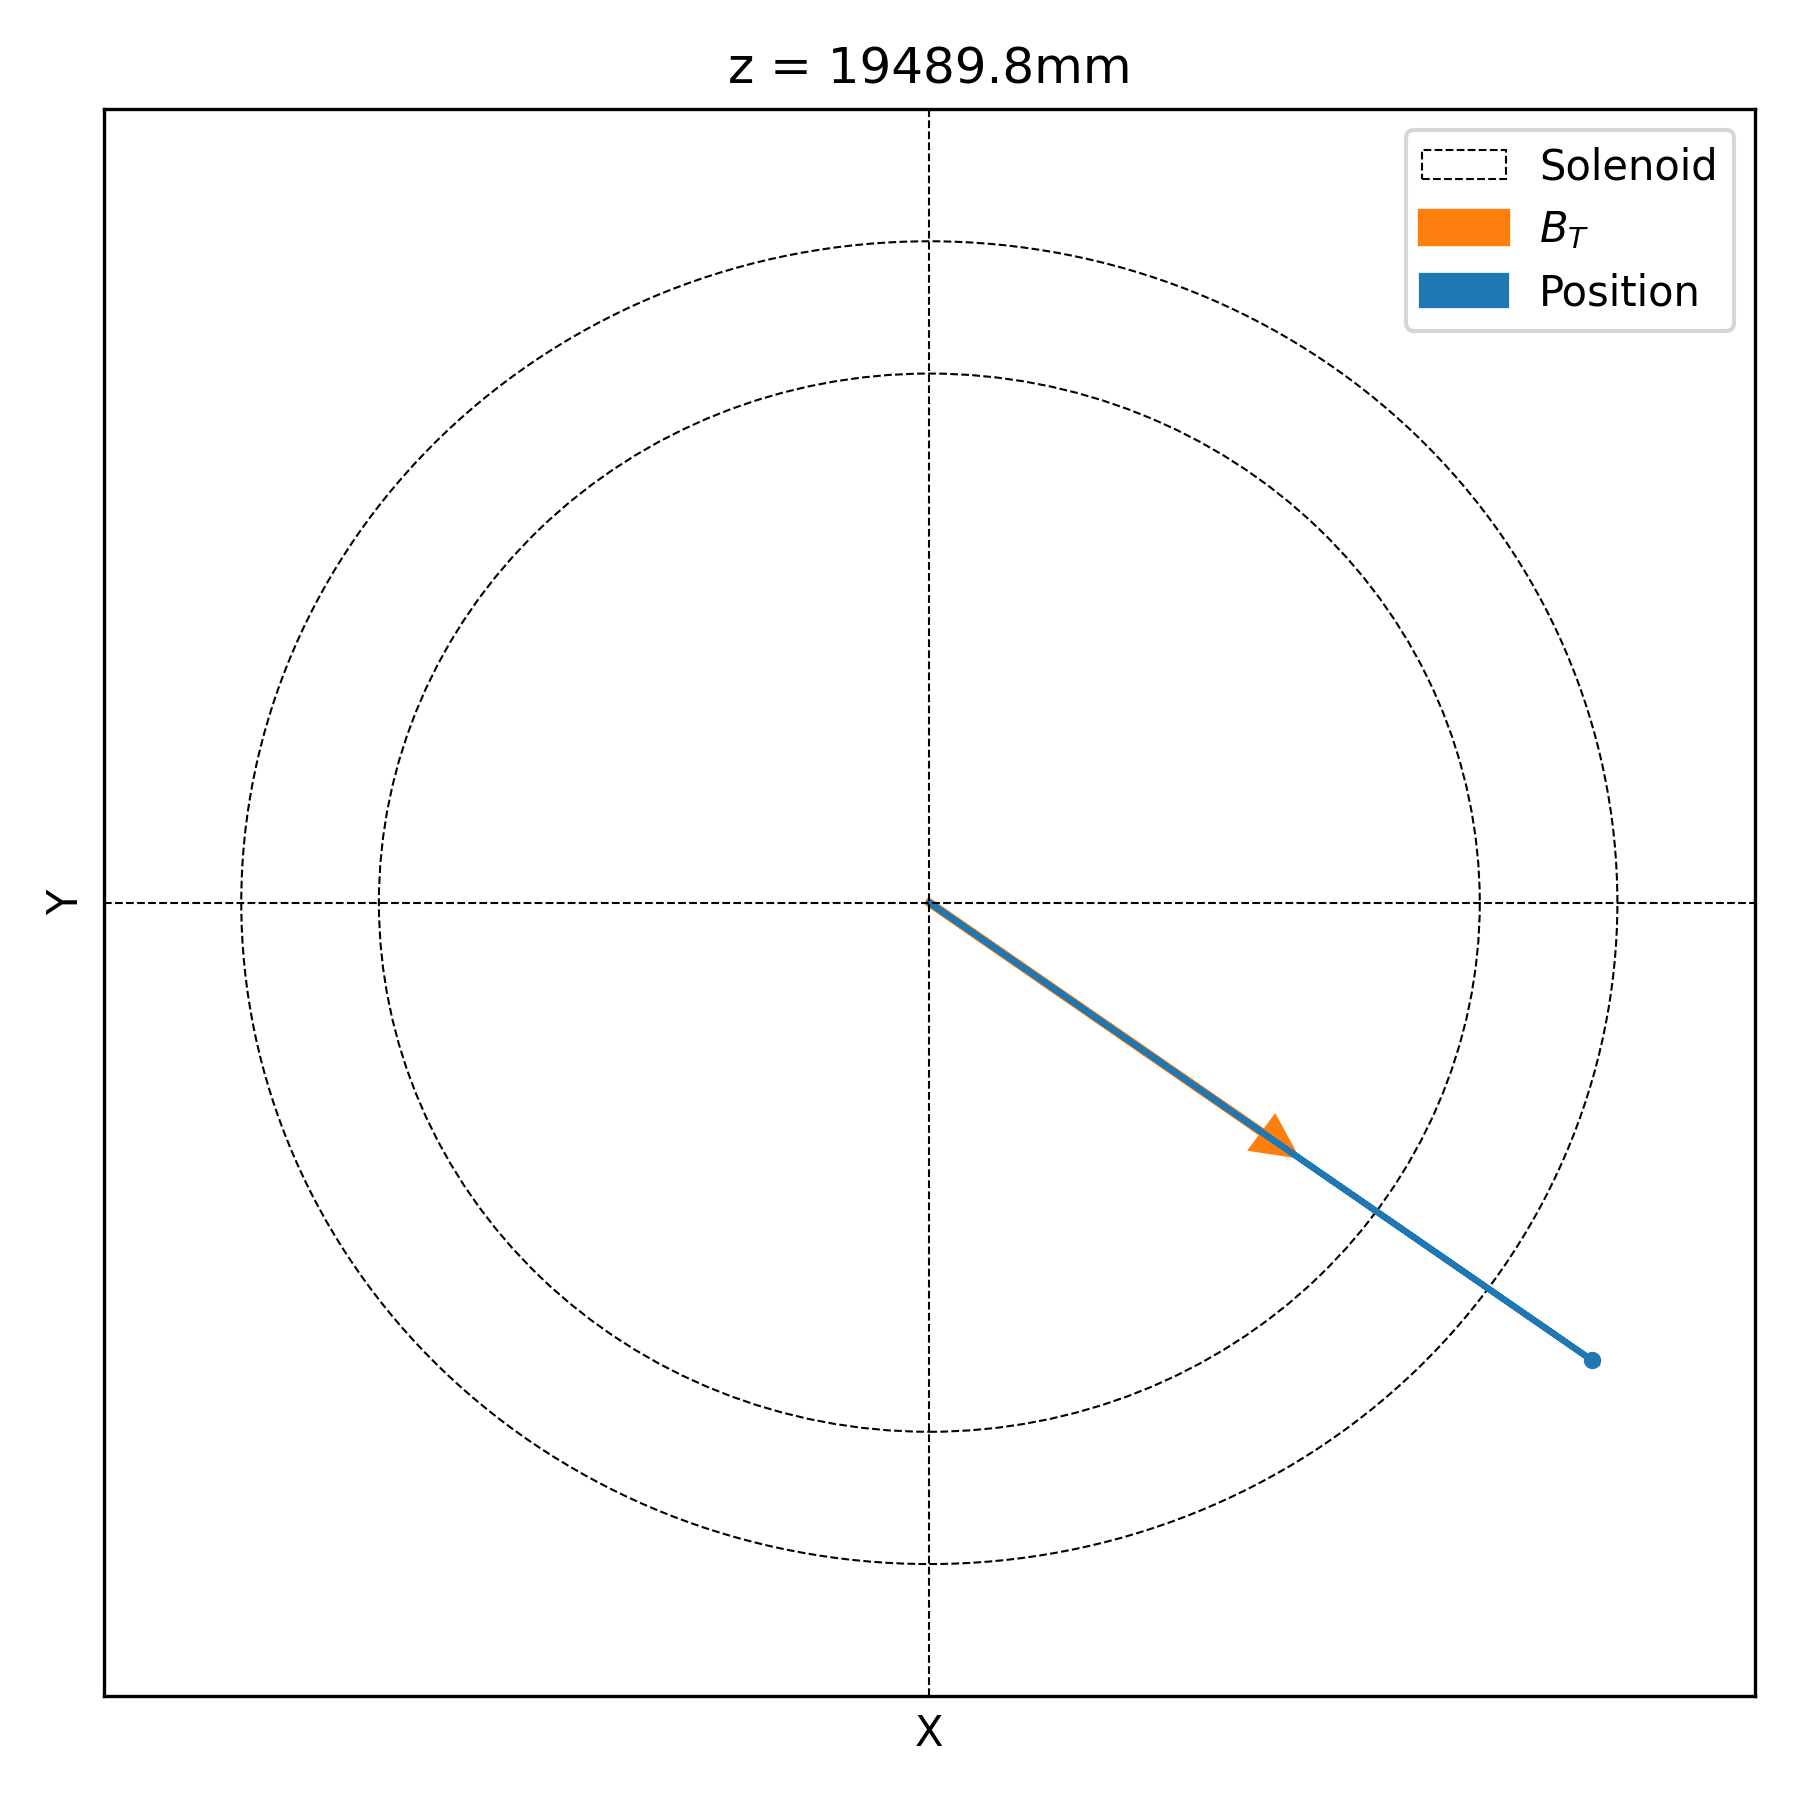 z = 19489.8mm
Solenoid
B_T
Position
Y
X